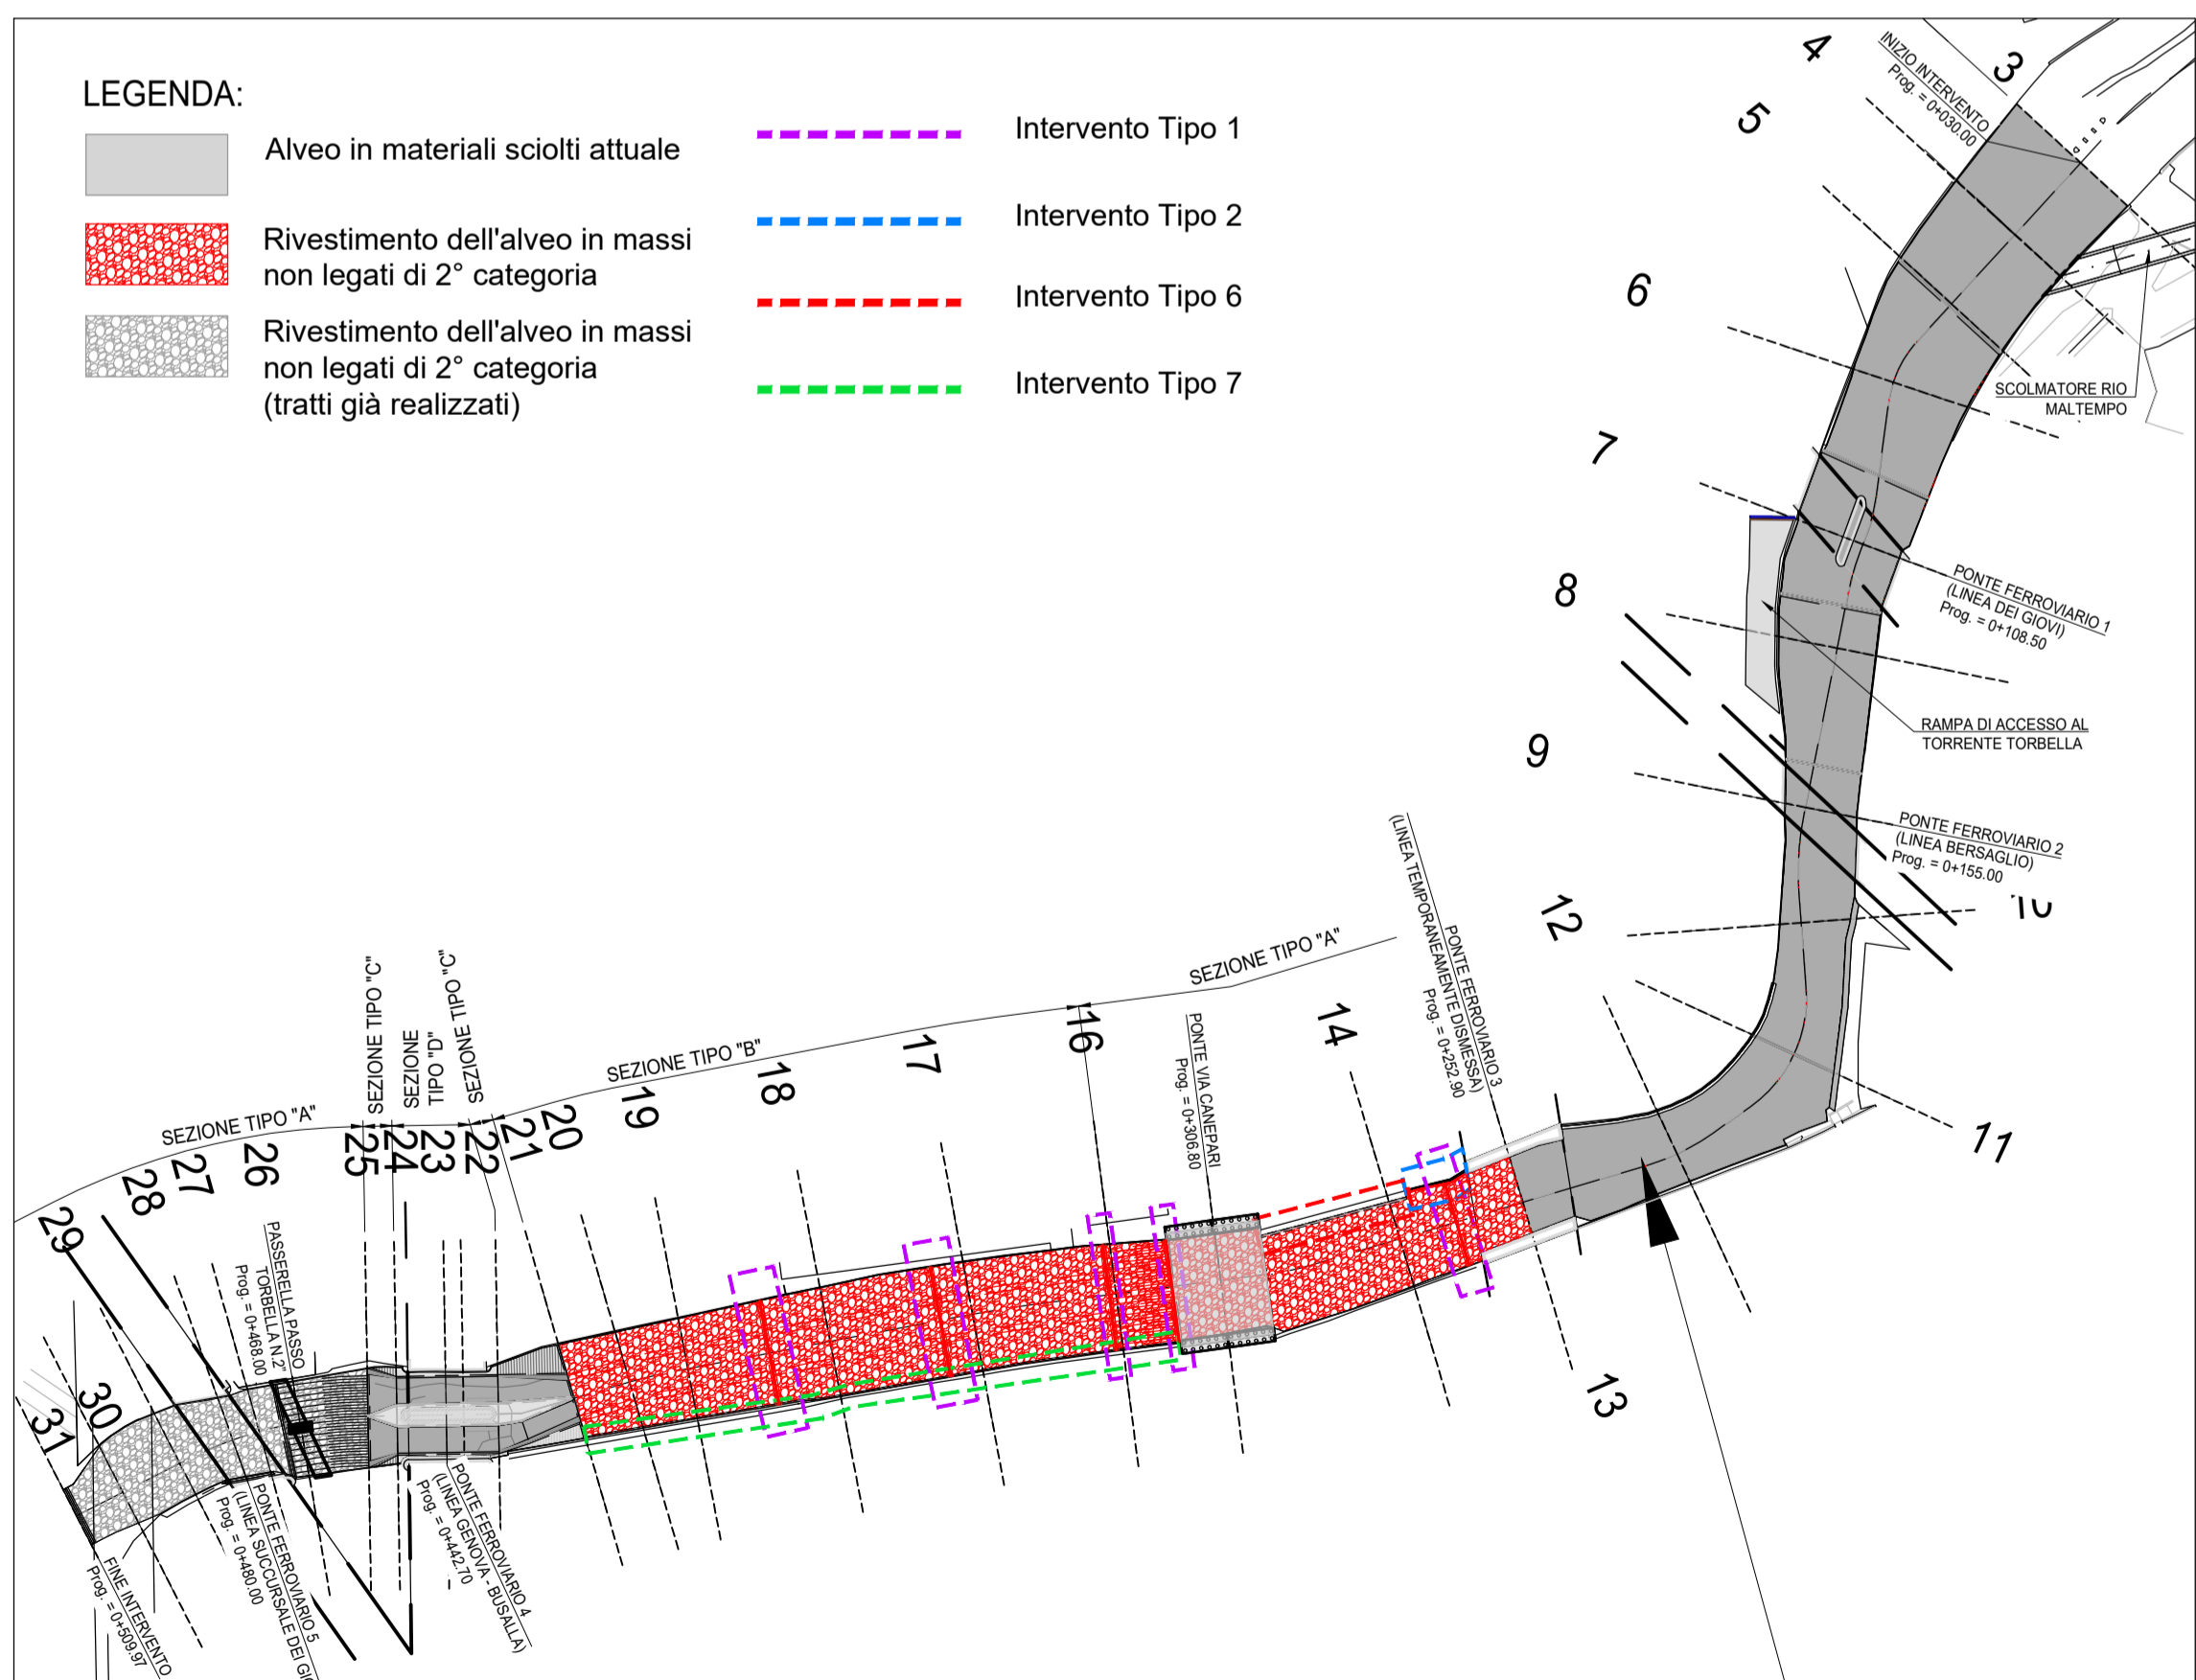 LEGENDA:
Alveo in materiali sciolti attuale
Rivestimento dell'alveo in massi
non legati di 2° categoria
Rivestimento dell'alveo in massi
non legati di 2° categoria
(tratti già realizzati)
Intervento Tipo 1
Intervento Tipo 2
Intervento Tipo 6
Intervento Tipo 7
3
4
5
6
7
8
9
10
11
12
13
14
16
17
18
19
20
21
22
23
24
25
26
27
28
29
30
31
INIZIO INTERVENTO
Prog. = 0+030.00
SCOLMATORE RIO
MALTEMPO
PONTE FERROVIARIO 1
(LINEA DEI GIOVI)
Prog. = 0+108.50
RAMPA DI ACCESSO AL
TORRENTE TORBELLA
PONTE FERROVIARIO 2
(LINEA BERSAGLIO)
Prog. = 0+155.00
PONTE FERROVIARIO 3
(LINEA TEMPORANEAMENTE DISMESSA)
Prog. = 0+252.90
SEZIONE TIPO "A"
PONTE VIA CANEPARI
Prog. = 0+306.80
SEZIONE TIPO "B"
SEZIONE TIPO "C"
SEZIONE
TIPO "D"
SEZIONE TIPO "C"
SEZIONE TIPO "A"
PONTE FERROVIARIO 4
(LINEA GENOVA - BUSALLA)
Prog. = 0+442.70
PASSERELLA PASSO
TORBELLA N.2"
Prog. = 0+468.00
PONTE FERROVIARIO 5
(LINEA SUCCURSALE DEI
Prog. = 0+480.00
FINE INTERVENTO
Prog. = 0+509.97